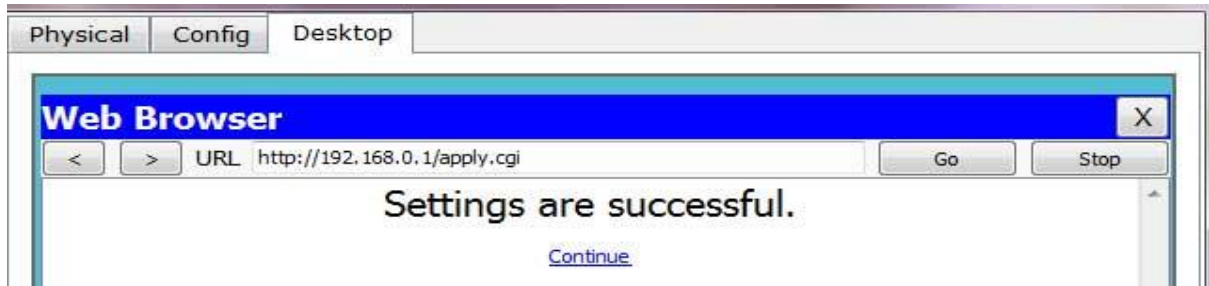 Physical Config Desktop
Web Browser X
< > URL http://192.168.0.1/apply.cgi Go Stop
Settings are successful.
Continue